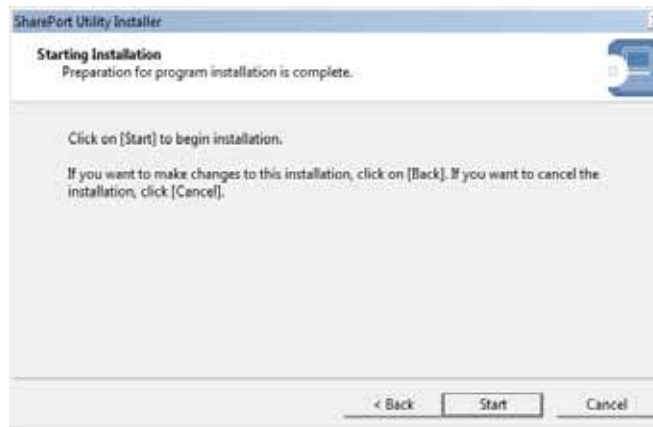 SharePort Utility Installer
Starting Installation
Preparation for program installation is complete.
Click on [Start] to begin installation.
If you want to make changes to this installation, click on [Back]. If you want to cancel the
installation, click [Cancel].
< Back Start Cancel